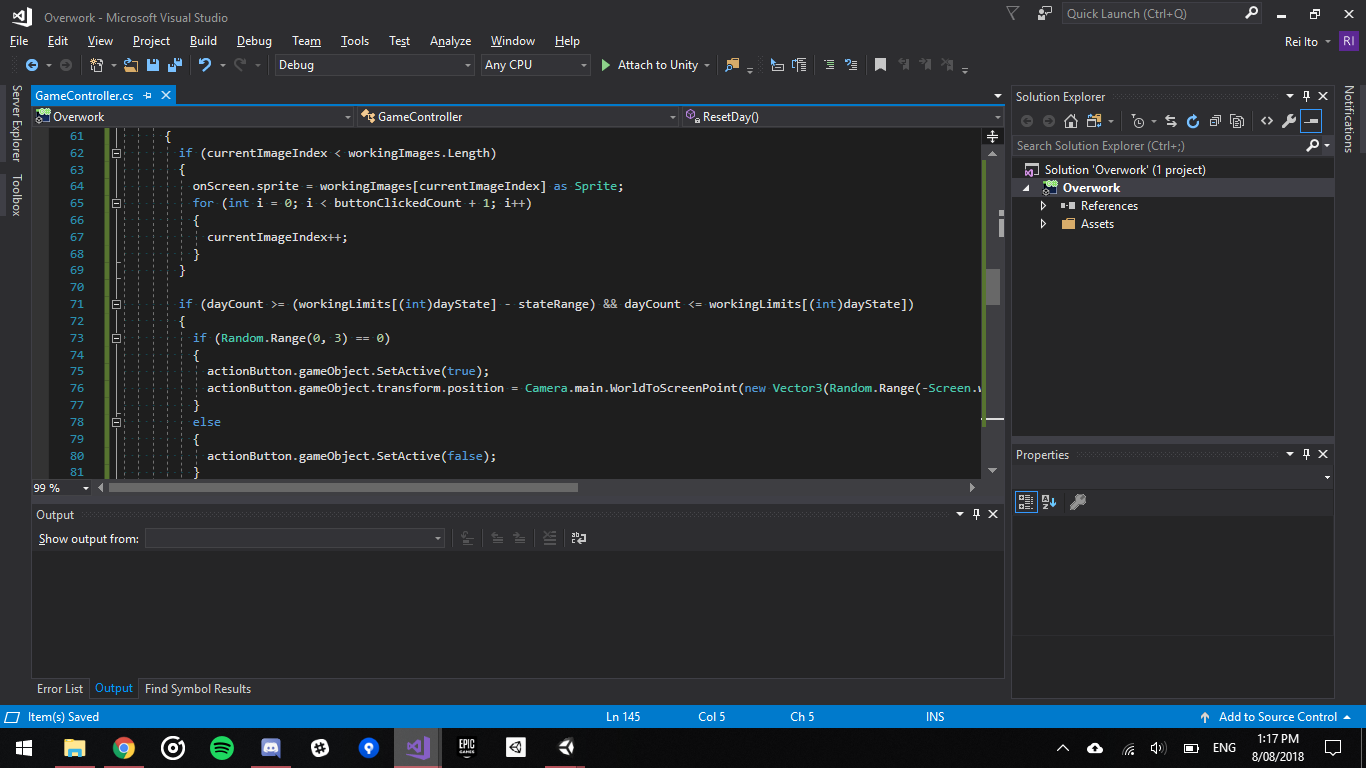 Overwork - Microsoft Visual Studio
Quick Launch (Ctrl+Q)
File Edit View Project Build Debug Team Tools Test Analyze Window Help
Rei Ito RI
Debug Any CPU Attach to Unity
Server Explorer
Toolbox
GameController.cs
Overwork GameController ResetDay()
61 {
62 if (currentImageIndex < workingImages.Length)
63 {
64 onScreen.sprite = workingImages[currentImageIndex] as Sprite;
65 for (int i = 0; i < buttonClickedCount + 1; i++)
66 {
67 currentImageIndex++;
68 }
69 }
70
71 if (dayCount >= (workingLimits[(int)dayState] - stateRange) && dayCount <= workingLimits[(int)dayState])
72 {
73 if (Random.Range(0, 3) == 0)
74 {
75 actionButton.gameObject.SetActive(true);
76 actionButton.gameObject.transform.position = Camera.main.WorldToScreenPoint(new Vector3(Random.Range(-Screen.
77 }
78 else
79 {
80 actionButton.gameObject.SetActive(false);
81 }
99 %
Output
Show output from:
Error List Output Find Symbol Results
Solution Explorer
Search Solution Explorer (Ctrl+;)
Solution 'Overwork' (1 project)
Overwork
References
Assets
Properties
Notifications
Item(s) Saved Ln 145 Col 5 Ch 5 INS Add to Source Control
EPIC GAMES
ENG
1:17 PM
8/08/2018